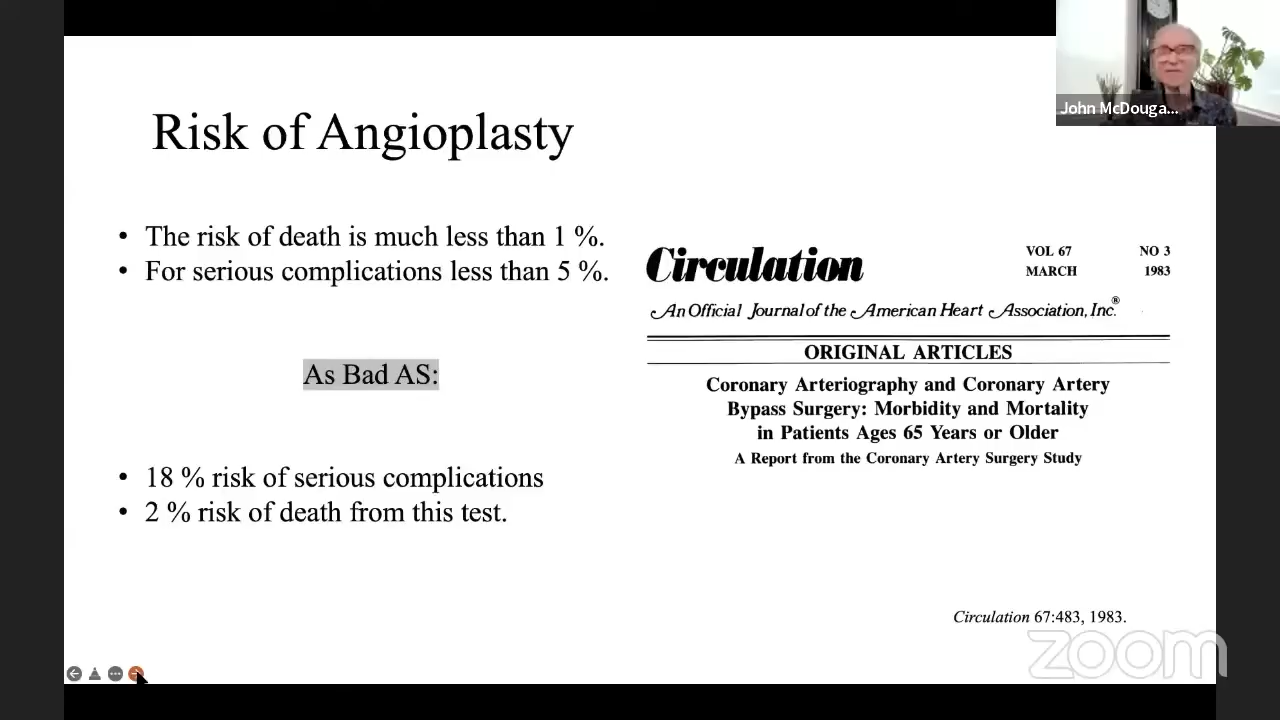 John McDouga...
Risk of Angioplasty
• The risk of death is much less than 1 %.
• For serious complications less than 5 %.
As Bad AS:
• 18 % risk of serious complications
• 2 % risk of death from this test.
Circulation
VOL 67 NO 3
MARCH 1983
An Official Journal of the American Heart Association, Inc.®
ORIGINAL ARTICLES
Coronary Arteriography and Coronary Artery
Bypass Surgery: Morbidity and Mortality
in Patients Ages 65 Years or Older
A Report from the Coronary Artery Surgery Study
Circulation 67:483, 1983.
zoom